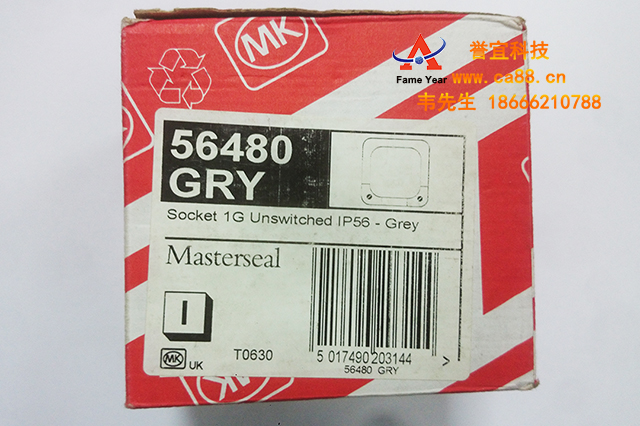 MK
誉宜科技
Fame Year
www.ca88.cn
韦先生 18666210788
56480
GRY
Socket 1G Unswitched IP56 - Grey
Masterseal
I
MK UK
T0630
5 017490 203144 >
56480 GRY
MK